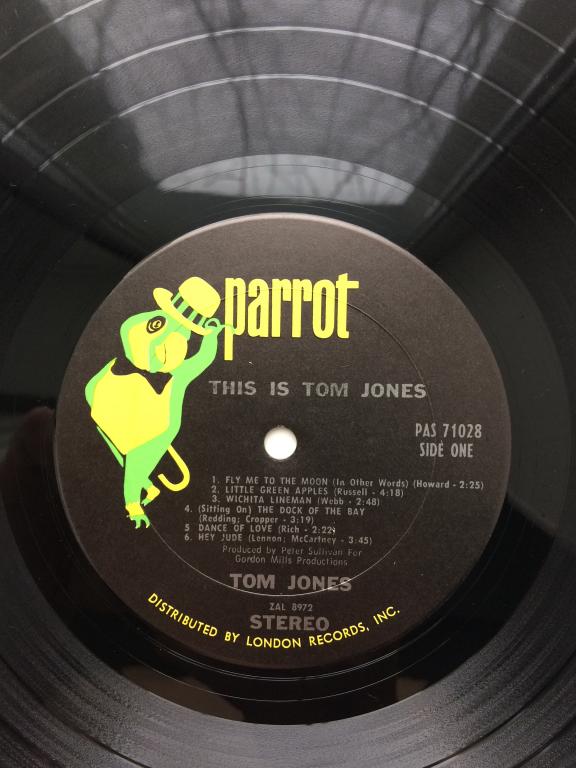 parrot
THIS IS TOM JONES
PAS 71028
SIDE ONE
1. FLY ME TO THE MOON (In Other Words) (Howard - 2:25)
2. LITTLE GREEN APPLES (Russell - 4:18)
3. WICHITA LINEMAN (Webb - 2:48)
4. (Sitting On) THE DOCK OF THE BAY
(Redding; Cropper - 3:19)
5 DANCE OF LOVE (Rich - 2:22)
6. HEY JUDE (Lennon; McCartney - 3:45)
Produced by Peter Sullivan For
Gordon Mills Productions
TOM JONES
ZAL 8972
STEREO
DISTRIBUTED BY LONDON RECORDS, INC.